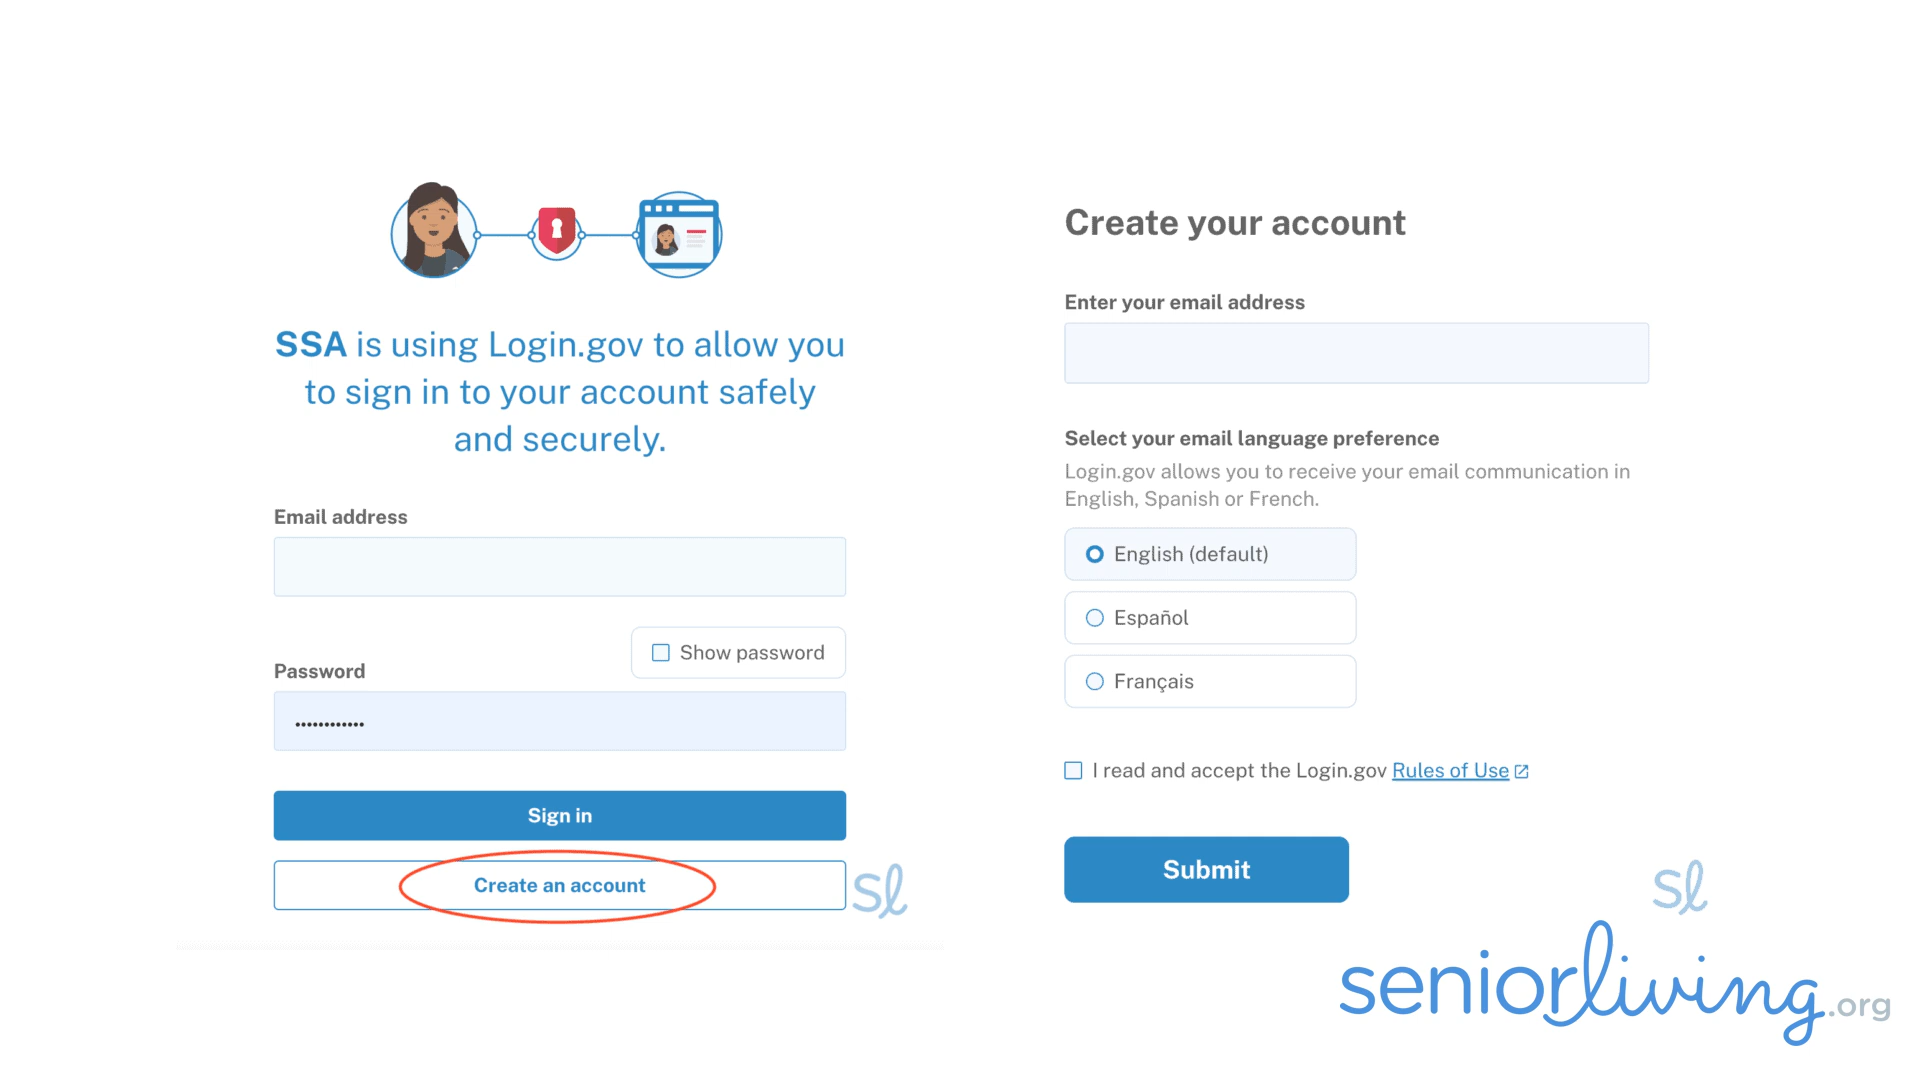 SSA is using Login.gov to allow you
to sign in to your account safely
and securely.
Email address
Show password
Password
••••••••••••
Sign in
Create an account
sl
Create your account
Enter your email address
Select your email language preference
Login.gov allows you to receive your email communication in
English, Spanish or French.
English (default)
Español
Français
I read and accept the Login.gov Rules of Use
Submit
sl
seniorliving.org